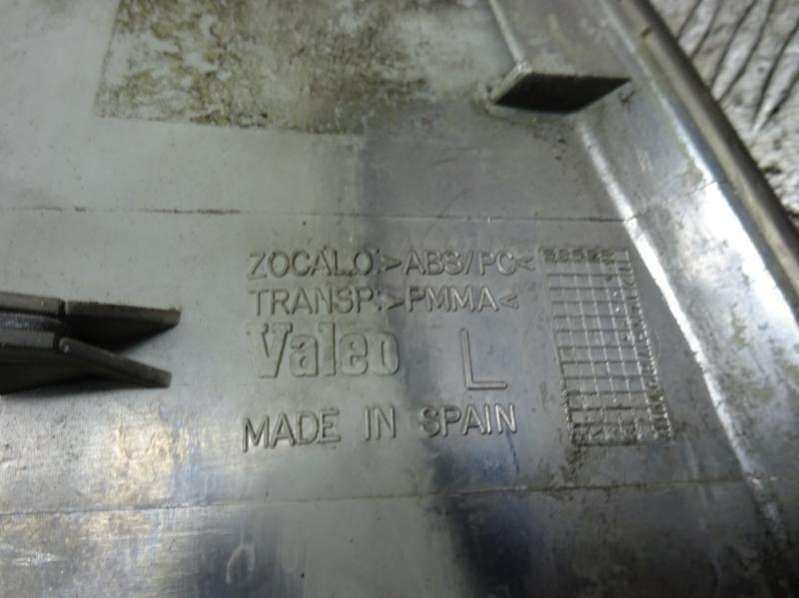 ZOCALO:>ABS/PC<
TRANSP:>PMMA<
Valeo L
MADE IN SPAIN